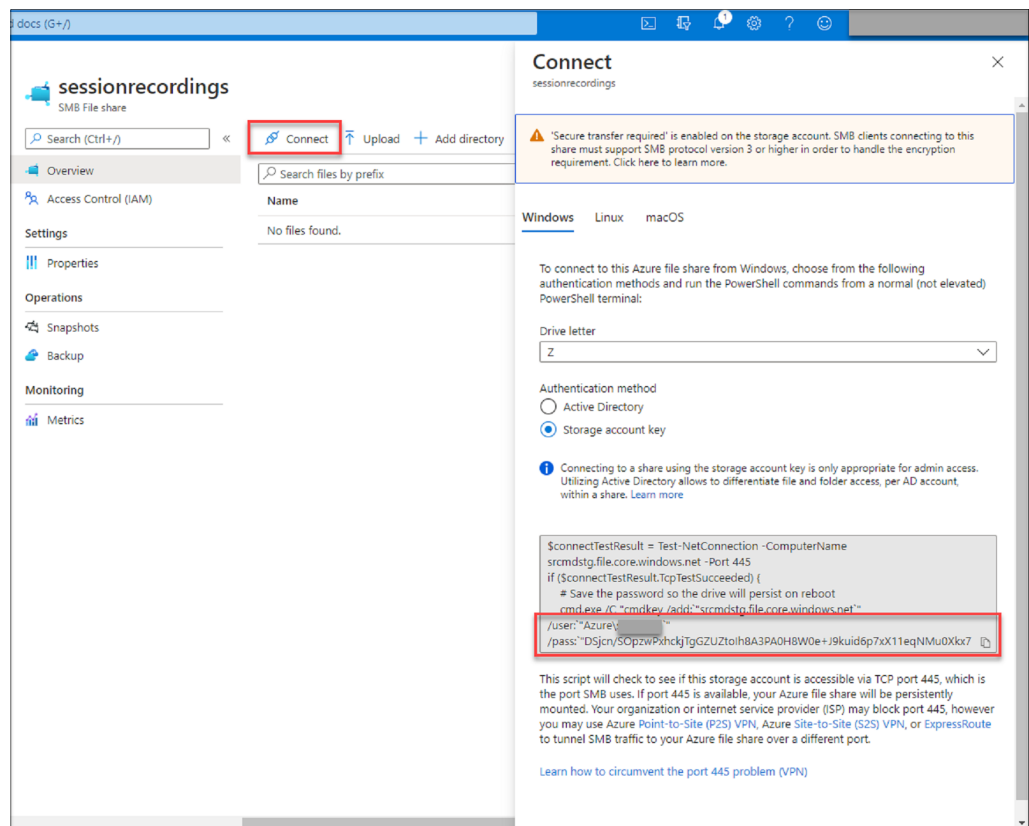 d docs (G+/)
1
sessionrecordings
SMB File share
Search (Ctrl+/)
«
Overview
Access Control (IAM)
Settings
Properties
Operations
Snapshots
Backup
Monitoring
Metrics
Connect
Upload
Add directory
Search files by prefix
Name
No files found.
Connect
sessionrecordings
'Secure transfer required' is enabled on the storage account. SMB clients connecting to this
share must support SMB protocol version 3 or higher in order to handle the encryption
requirement. Click here to learn more.
Windows Linux macOS
To connect to this Azure file share from Windows, choose from the following
authentication methods and run the PowerShell commands from a normal (not elevated)
PowerShell terminal:
Drive letter
Z
Authentication method
Active Directory
Storage account key
Connecting to a share using the storage account key is only appropriate for admin access.
Utilizing Active Directory allows to differentiate file and folder access, per AD account,
within a share. Learn more
$connectTestResult = Test-NetConnection -ComputerName
srcmdstg.file.core.windows.net -Port 445
if ($connectTestResult.TcpTestSucceeded) {
# Save the password so the drive will persist on reboot
cmd.exe /C "cmdkey /add:`"srcmdstg.file.core.windows.net`"
/user:`"Azure\ `"
/pass:`"DSjcn/SOpzwPxhckjTgGZUZtoIh8A3PA0H8W0e+J9kuid6p7xX11eqNMu0Xkx7
This script will check to see if this storage account is accessible via TCP port 445, which is
the port SMB uses. If port 445 is available, your Azure file share will be persistently
mounted. Your organization or internet service provider (ISP) may block port 445, however
you may use Azure Point-to-Site (P2S) VPN, Azure Site-to-Site (S2S) VPN, or ExpressRoute
to tunnel SMB traffic to your Azure file share over a different port.
Learn how to circumvent the port 445 problem (VPN)